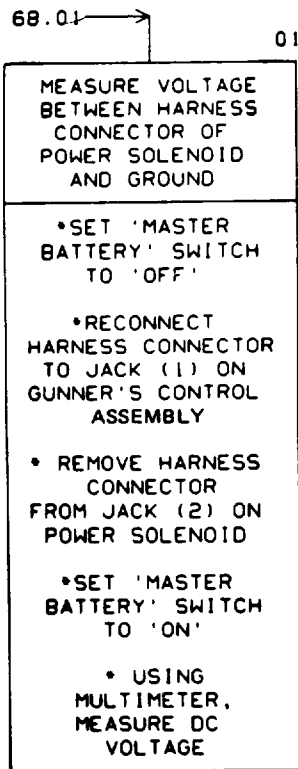 68.01
01
MEASURE VOLTAGE
BETWEEN HARNESS
CONNECTOR OF
POWER SOLENOID
AND GROUND
•SET 'MASTER
BATTERY' SWITCH
TO 'OFF'
•RECONNECT
HARNESS CONNECTOR
TO JACK (1) ON
GUNNER'S CONTROL
ASSEMBLY
• REMOVE HARNESS
CONNECTOR
FROM JACK (2) ON
POWER SOLENOID
•SET 'MASTER
BATTERY' SWITCH
TO 'ON'
• USING
MULTIMETER,
MEASURE DC
VOLTAGE